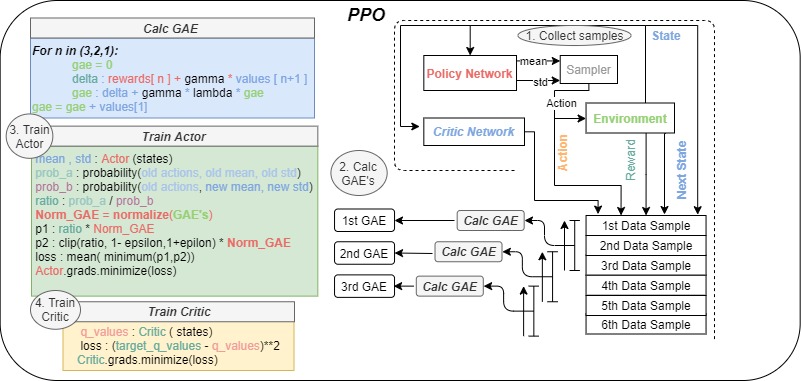 PPO
Calc GAE
For n in (3,2,1):
gae = 0
delta : rewards[ n ] + gamma * values [ n+1 ]
gae : delta + gamma * lambda * gae
gae = gae + values[1]
3. Train
Actor
Train Actor
mean , std : Actor (states)
prob_a : probability(old actions, old mean, old std)
prob_b : probability(old actions, new mean, new std)
ratio : prob_a / prob_b
Norm_GAE = normalize(GAE's)
p1 : ratio * Norm_GAE
p2 : clip(ratio, 1- epsilon,1+epilon) * Norm_GAE
loss : mean( minimum(p1,p2))
Actor.grads.minimize(loss)
4. Train
Critic
Train Critic
q_values : Critic ( states)
loss : (target_q_values - q_values)**2
Critic.grads.minimize(loss)
1. Collect samples
State
Policy Network
mean
std
Sampler
Action
Environment
Critic Network
Action
Reward
Next State
2. Calc
GAE's
1st GAE
Calc GAE
2nd GAE
Calc GAE
3rd GAE
Calc GAE
1st Data Sample
2nd Data Sample
3rd Data Sample
4th Data Sample
5th Data Sample
6th Data Sample